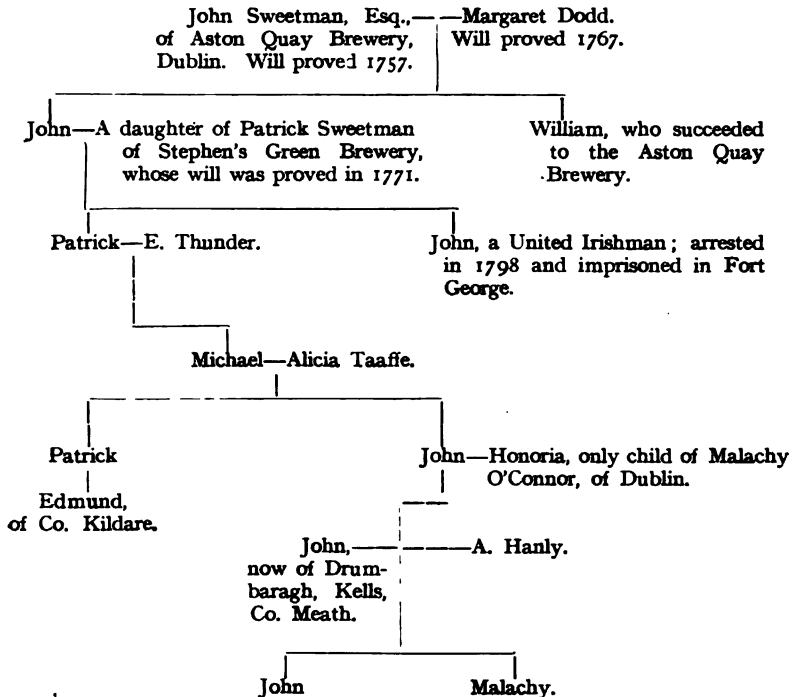 John Sweetman, Esq.,— —Margaret Dodd.
of Aston Quay Brewery, Will proved 1767.
Dublin. Will proved 1757.
John—A daughter of Patrick Sweetman
of Stephen's Green Brewery,
whose will was proved in 1771.
William, who succeeded
to the Aston Quay
Brewery.
Patrick—E. Thunder.
John, a United Irishman; arrested
in 1798 and imprisoned in Fort
George.
Michael—Alicia Taaffe.
Patrick
John—Honoria, only child of Malachy
O'Connor, of Dublin.
Edmund,
of Co. Kildare.
John,— — —A. Hanly.
now of Drum-
baragh, Kells,
Co. Meath.
John Malachy.